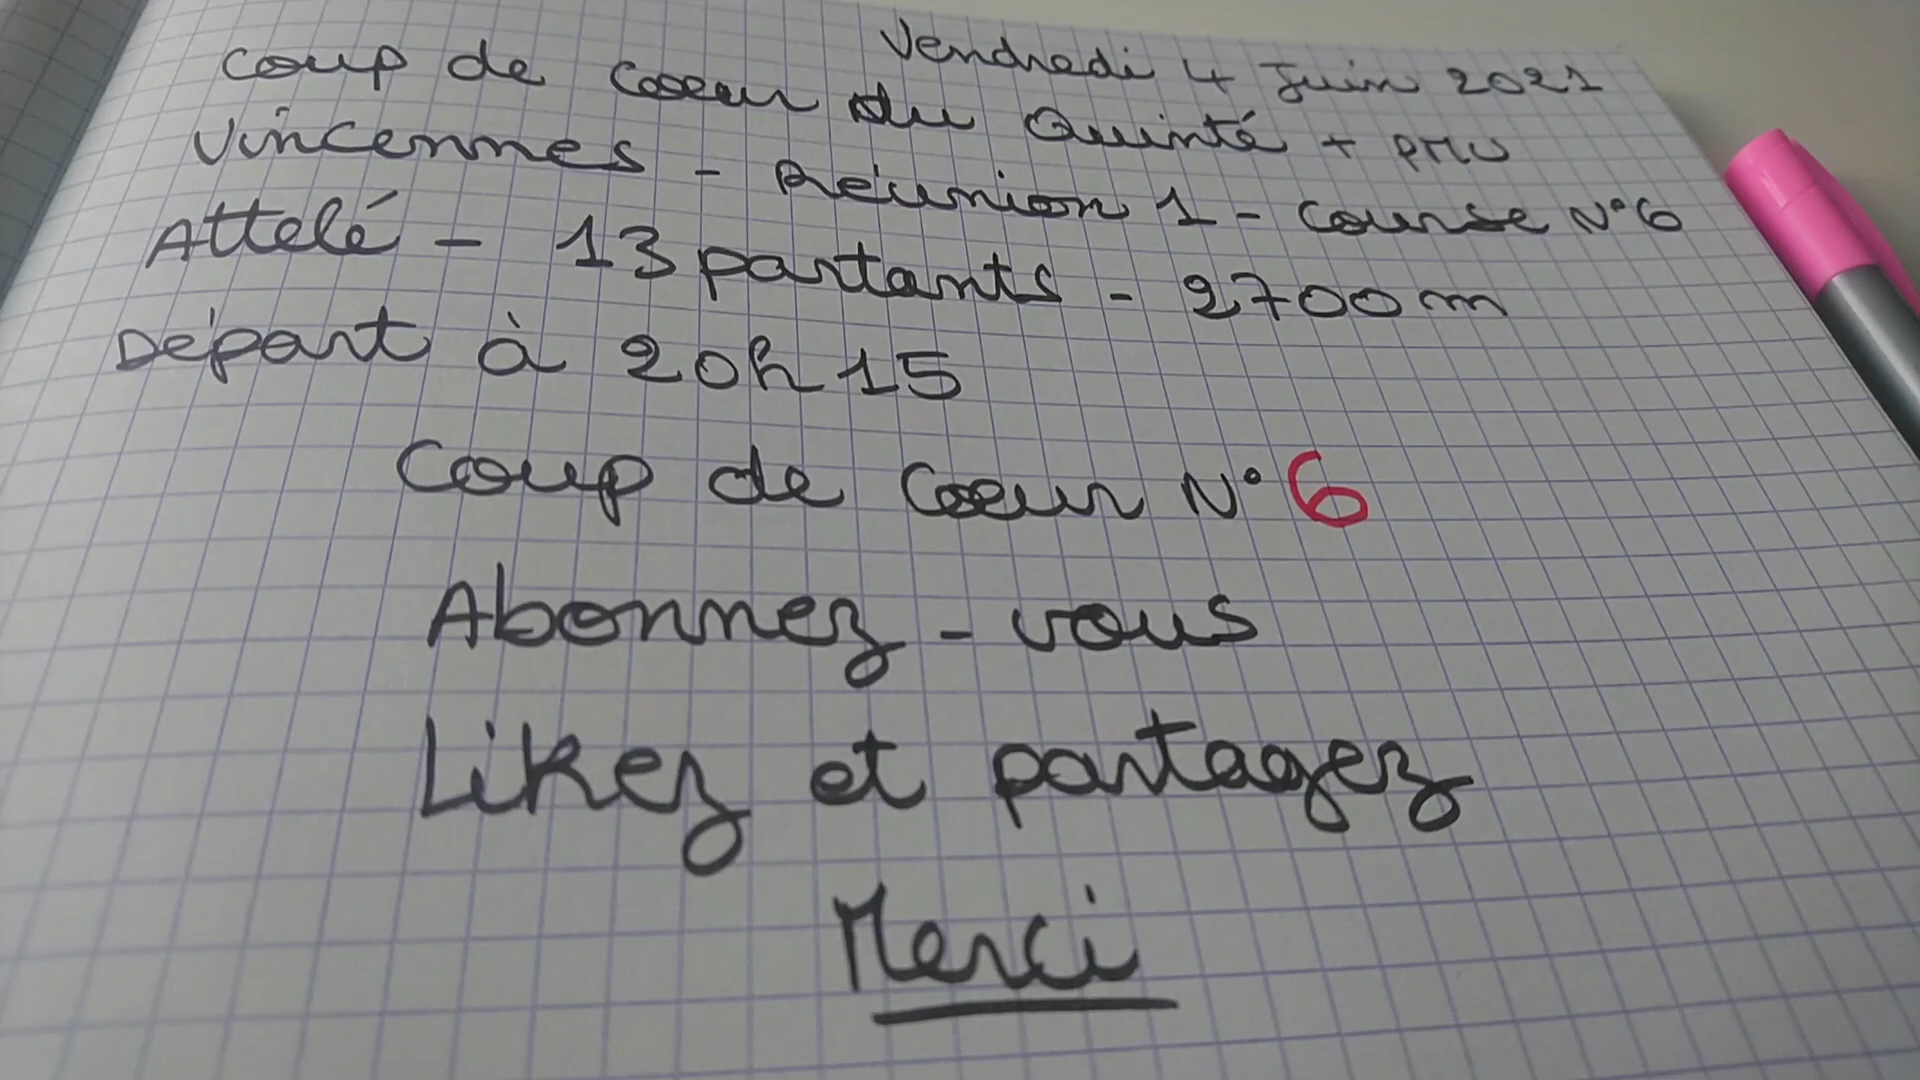 Vendredi 4 Juin 2021
Coup de Coeur du Quinté + PMU
Vincennes - Réunion 1 - Course N°6
Attelé - 13 partants - 2700m
Départ à 20h15
Coup de Coeur N°6
Abonnez-vous
Likez et partagez
Merci